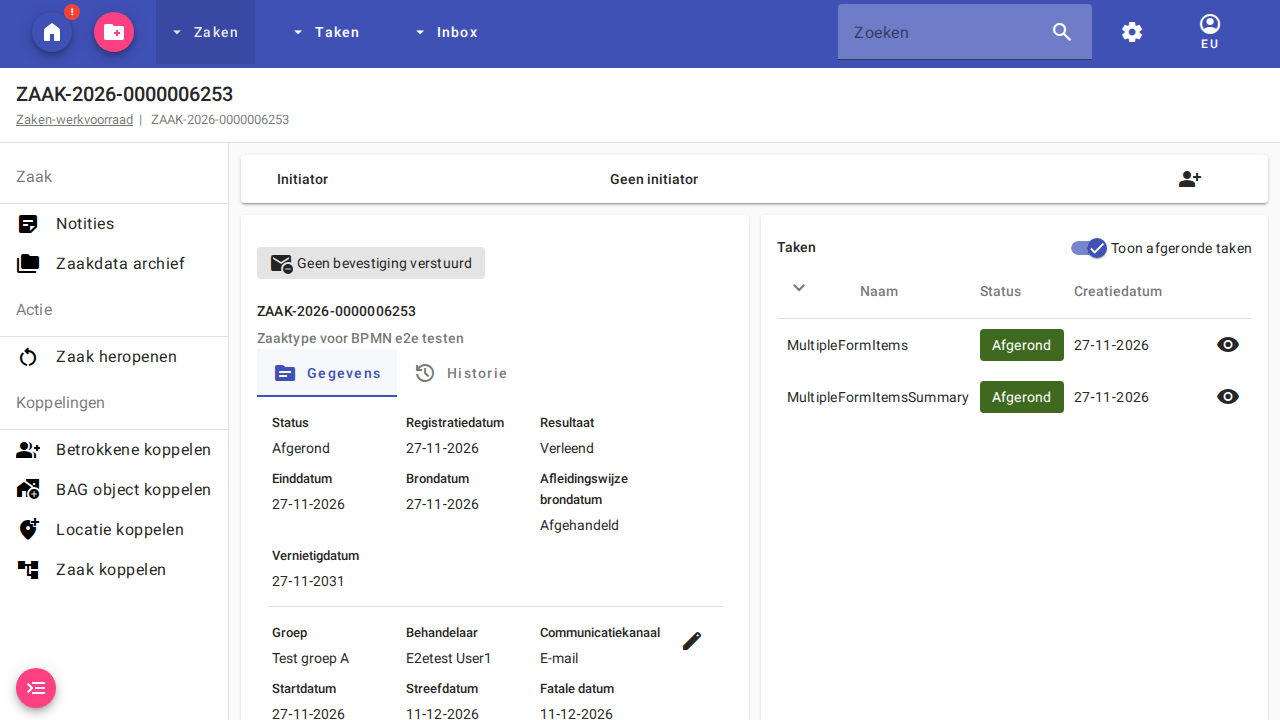 !
Zaken
Taken
Inbox
Zoeken
EU
ZAAK-2026-0000006253
Zaken-werkvoorraad | ZAAK-2026-0000006253
Zaak
Notities
Zaakdata archief
Actie
Zaak heropenen
Koppelingen
Betrokkene koppelen
BAG object koppelen
Locatie koppelen
Zaak koppelen
Initiator
Geen initiator
Geen bevestiging verstuurd
ZAAK-2026-0000006253
Zaaktype voor BPMN e2e testen
Gegevens
Historie
Status
Registratiedatum
Resultaat
Afgerond
27-11-2026
Verleend
Einddatum
Brondatum
Afleidingswijze
brondatum
27-11-2026
27-11-2026
Afgehandeld
Vernietigdatum
27-11-2031
Groep
Behandelaar
Communicatiekanaal
Test groep A
E2etest User1
E-mail
Startdatum
Streefdatum
Fatale datum
27-11-2026
11-12-2026
11-12-2026
Taken
Toon afgeronde taken
Naam
Status
Creatiedatum
MultipleFormItems
Afgerond
27-11-2026
MultipleFormItemsSummary
Afgerond
27-11-2026